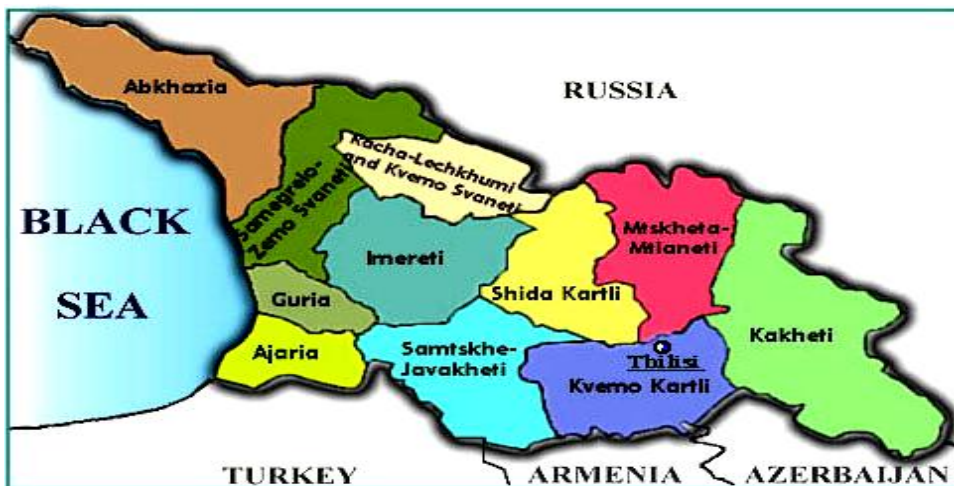 Abkhazia
RUSSIA
Samegrelo-
Zemo Svaneti
Racha-Lechkhumi
and Kvemo Svaneti
BLACK
SEA
Mtskheta-
Mtianeti
Imereti
Shida Kartli
Guria
Kakheti
Ajaria
Samtskhe-
Javakheti
Tbilisi
Kvemo Kartli
TURKEY
ARMENIA
AZERBAIJAN